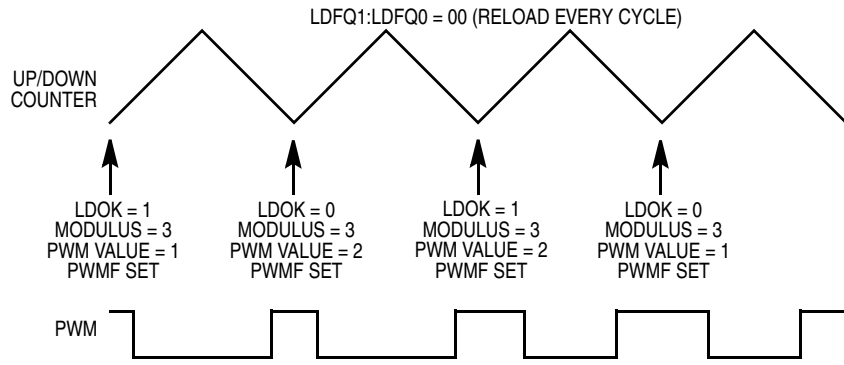 LDFQ1:LDFQ0 = 00 (RELOAD EVERY CYCLE)
UP/DOWN
COUNTER
LDOK = 1
MODULUS = 3
PWM VALUE = 1
PWMF SET
LDOK = 0
MODULUS = 3
PWM VALUE = 2
PWMF SET
LDOK = 1
MODULUS = 3
PWM VALUE = 2
PWMF SET
LDOK = 0
MODULUS = 3
PWM VALUE = 1
PWMF SET
PWM